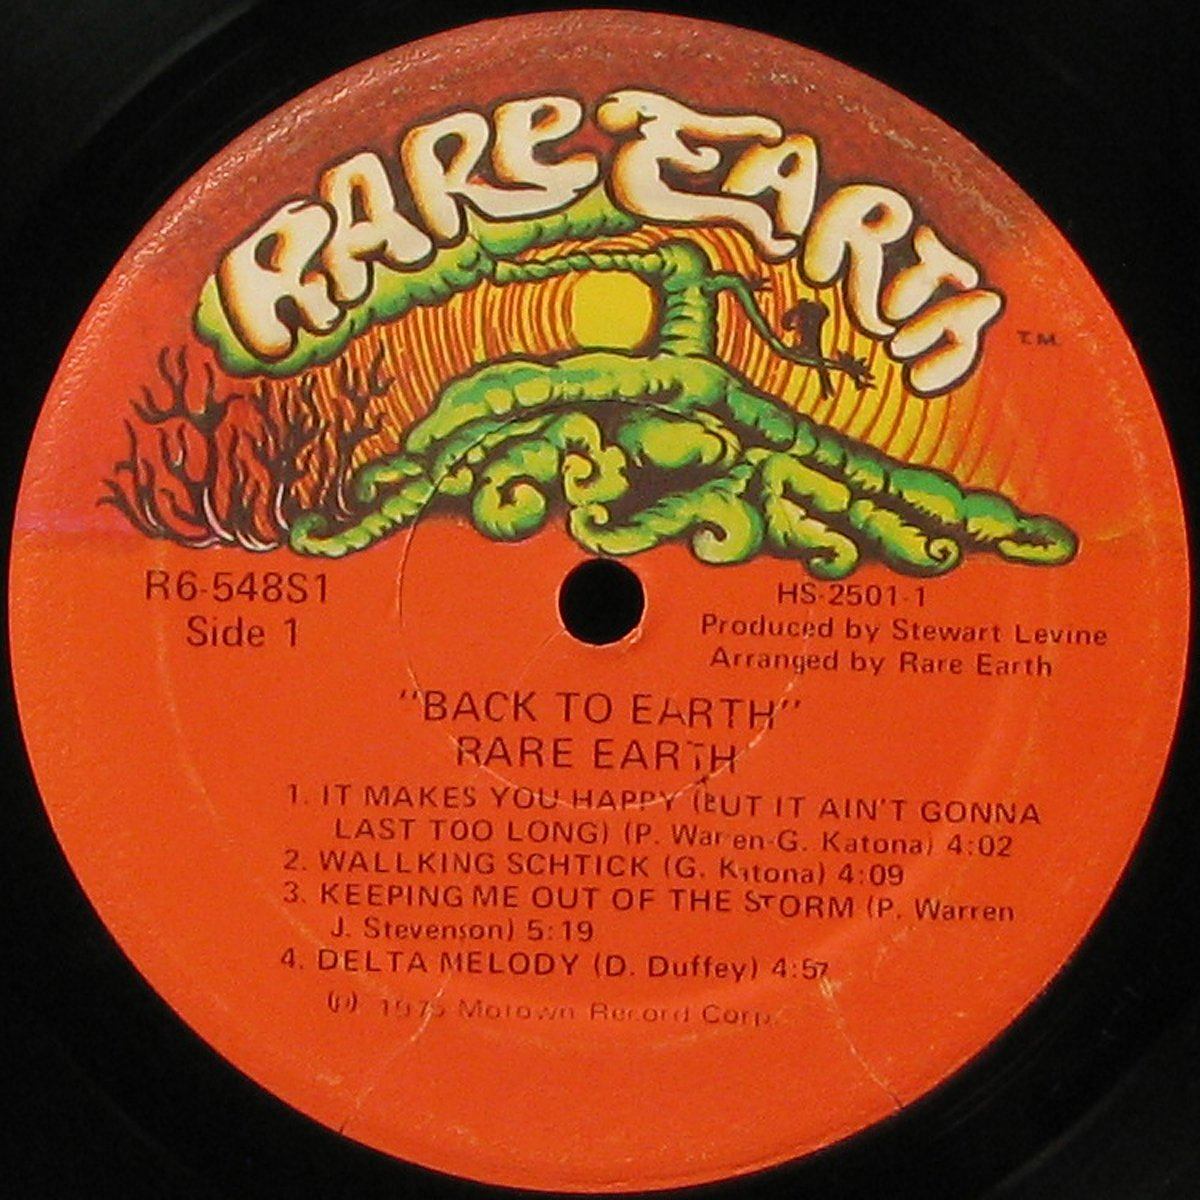 RARE EARTH
T.M.
R6-548S1
Side 1
HS-2501-1
Produced by Stewart Levine
Arranged by Rare Earth
"BACK TO EARTH"
RARE EARTH
1. IT MAKES YOU HAPPY (BUT IT AIN'T GONNA
LAST TOO LONG) (P. Warren-G. Katona) 4:02
2. WALLKING SCHTICK (G. Katona) 4:09
3. KEEPING ME OUT OF THE STORM (P. Warren
J. Stevenson) 5:19
4. DELTA MELODY (D. Duffey) 4:57
(p) 1975 Motown Record Corp.